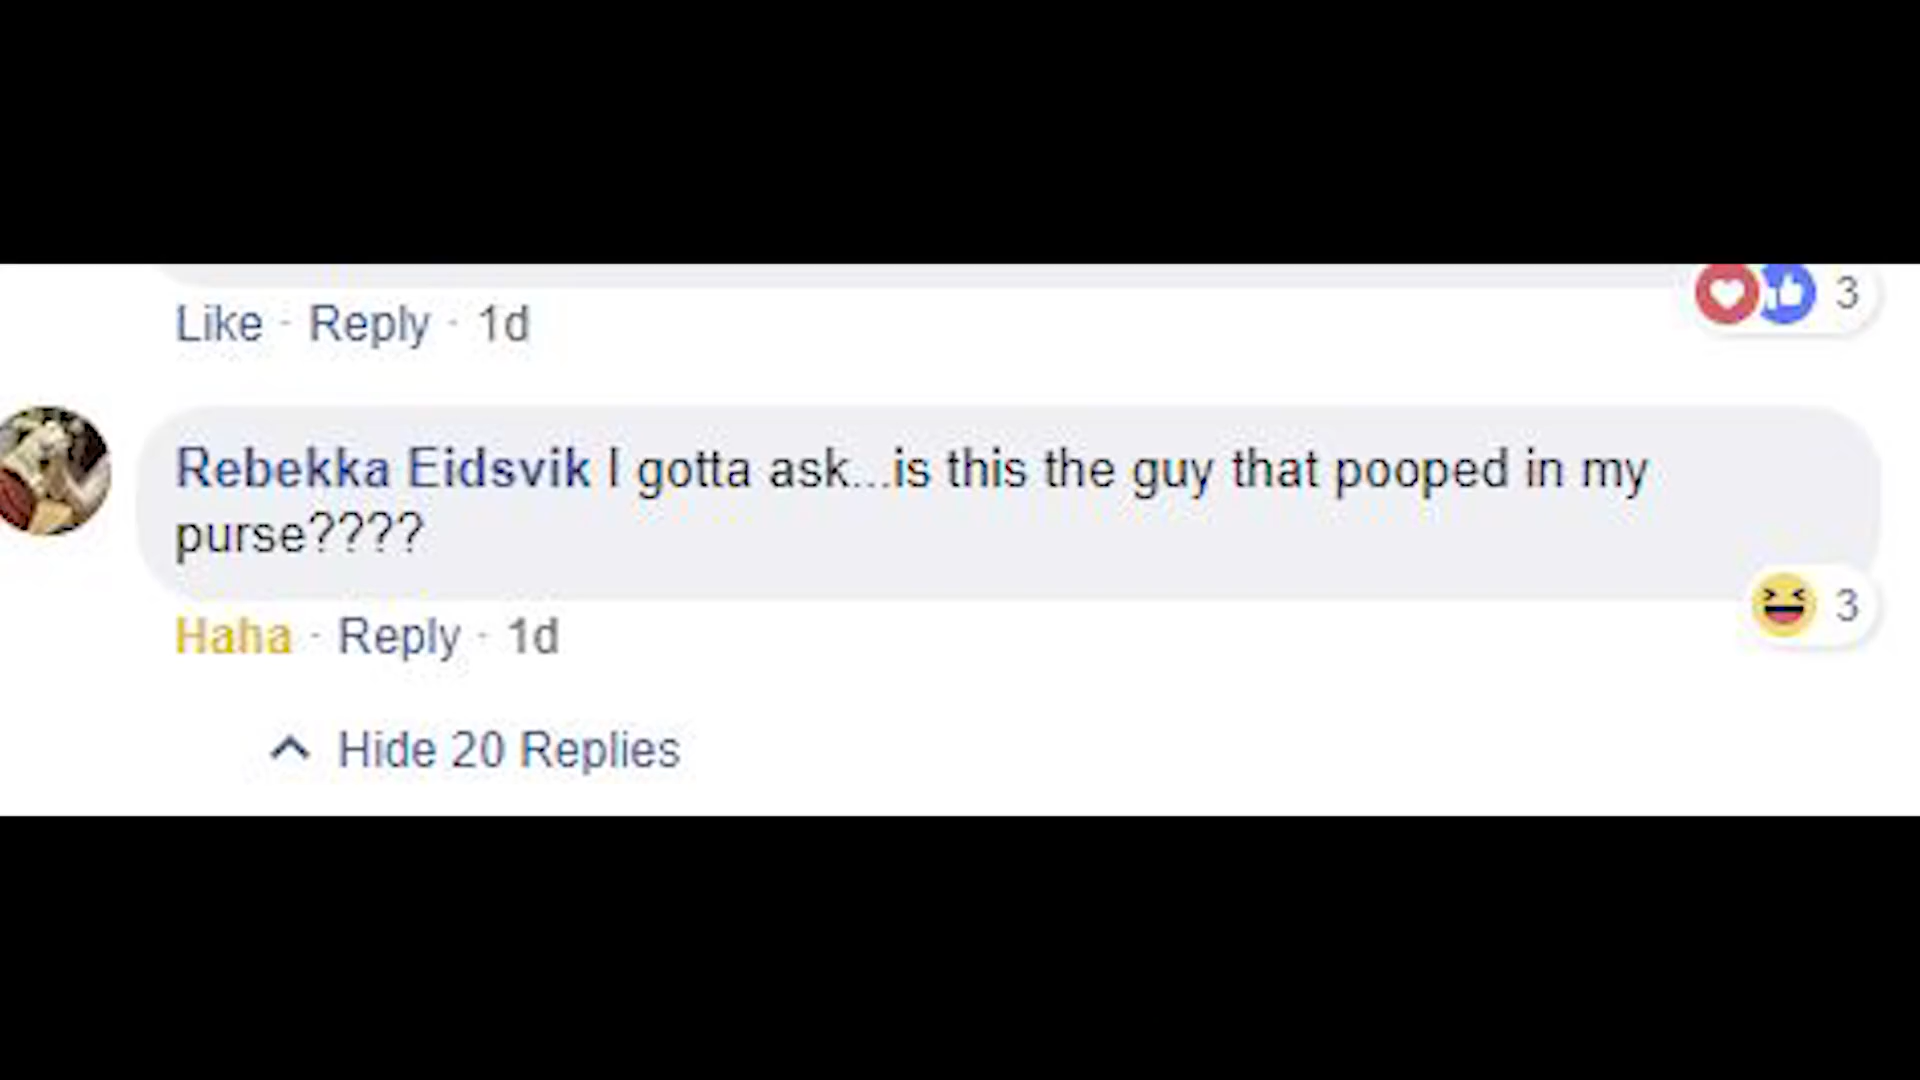 Like · Reply · 1d
3
Rebekka Eidsvik I gotta ask...is this the guy that pooped in my
purse????
3
Haha · Reply · 1d
Hide 20 Replies